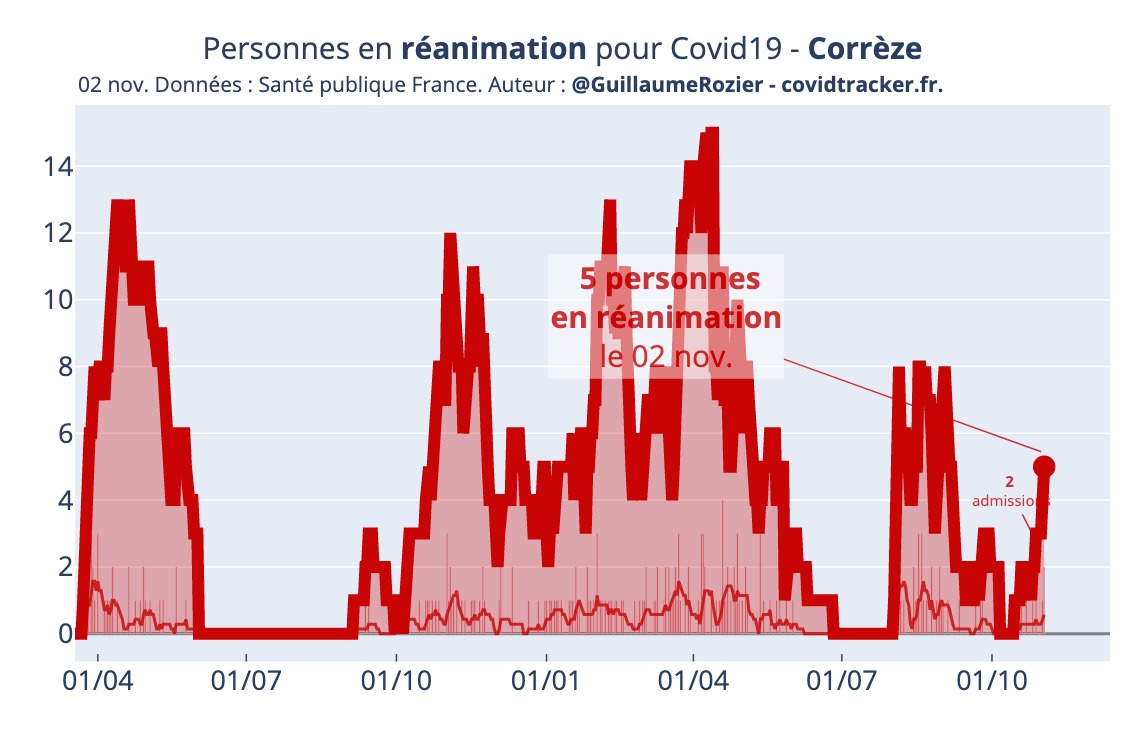 Personnes en réanimation pour Covid19 - Corrèze
02 nov. Données : Santé publique France. Auteur : @GuillaumeRozier - covidtracker.fr.
14
12
10
8
6
4
2
0
5 personnes
en réanimation
le 02 nov.
2
admissions
01/04
01/07
01/10
01/01
01/04
01/07
01/10